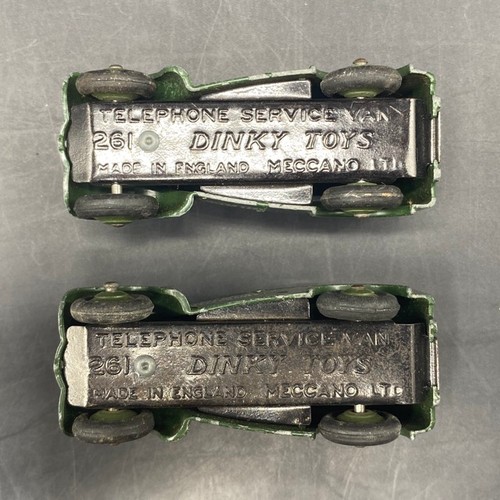 TELEPHONE SERVICE VAN
261 DINKY TOYS
MADE IN ENGLAND MECCANO LTD
TELEPHONE SERVICE VAN
261 DINKY TOYS
MADE IN ENGLAND MECCANO LTD